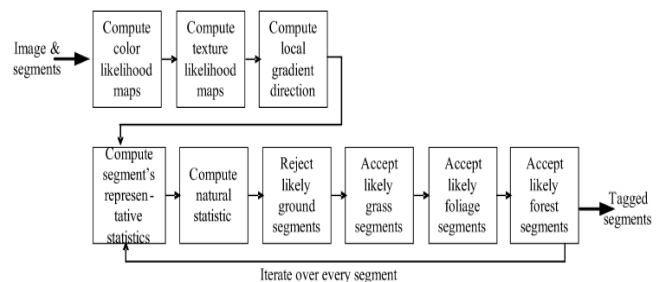 Image &
segments
Compute
color
likelihood
maps
Compute
texture
likelihood
maps
Compute
local
gradient
direction
Compute
segment's
represen-
tative
statistics
Compute
natural
statistic
Reject
likely
ground
segments
Accept
likely
grass
segments
Accept
likely
foliage
segments
Accept
likely
forest
segments
Tagged
segments
Iterate over every segment